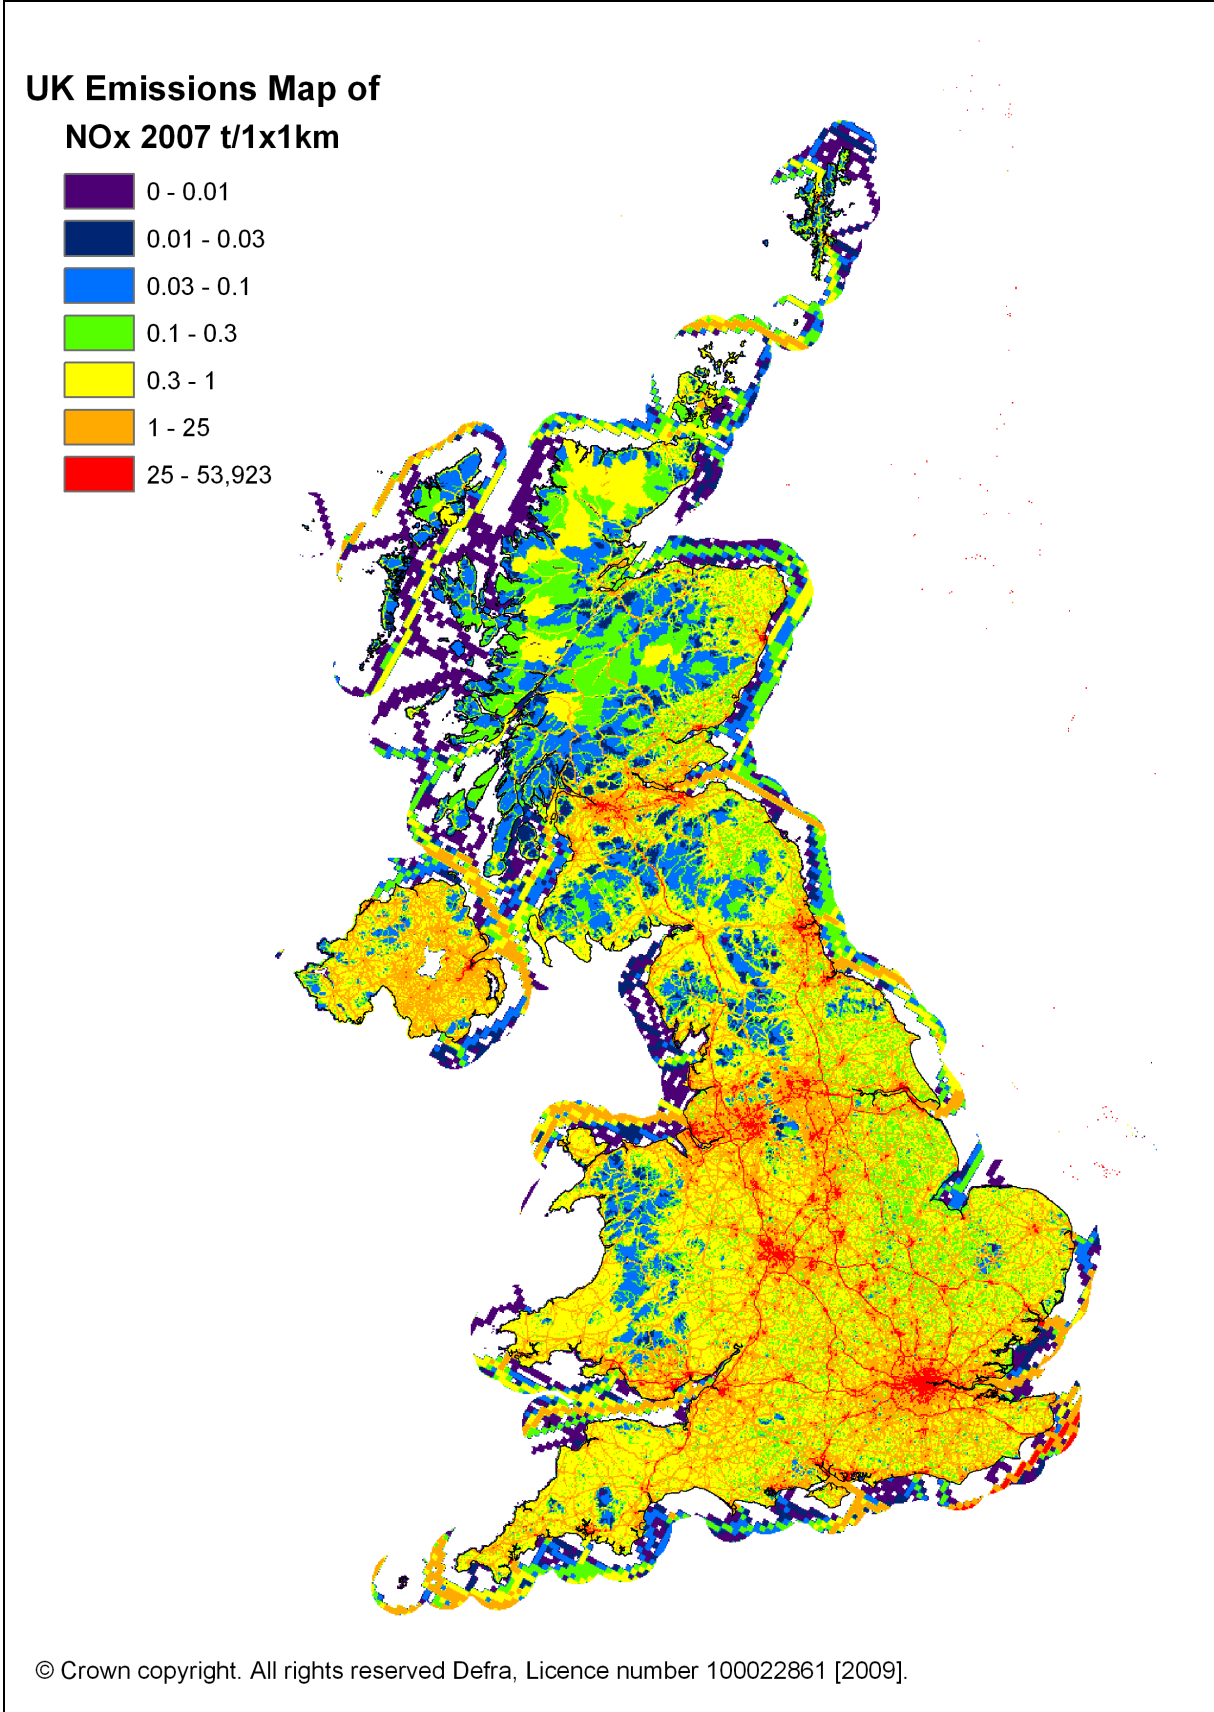 UK Emissions Map of
NOx 2007 t/1x1km
0 - 0.01
0.01 - 0.03
0.03 - 0.1
0.1 - 0.3
0.3 - 1
1 - 25
25 - 53,923
© Crown copyright. All rights reserved Defra, Licence number 100022861 [2009].